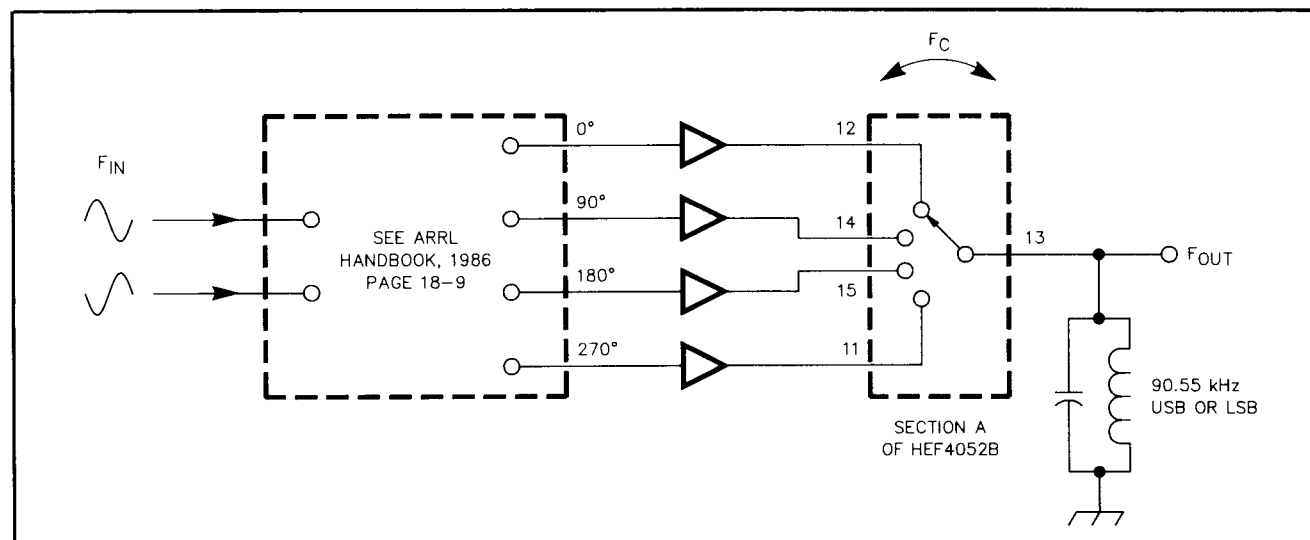 F_C
F_IN
0°
90°
180°
270°
SEE ARRL
HANDBOOK, 1986
PAGE 18-9
12
14
15
11
13
F_OUT
SECTION A
OF HEF4052B
90.55 kHz
USB OR LSB